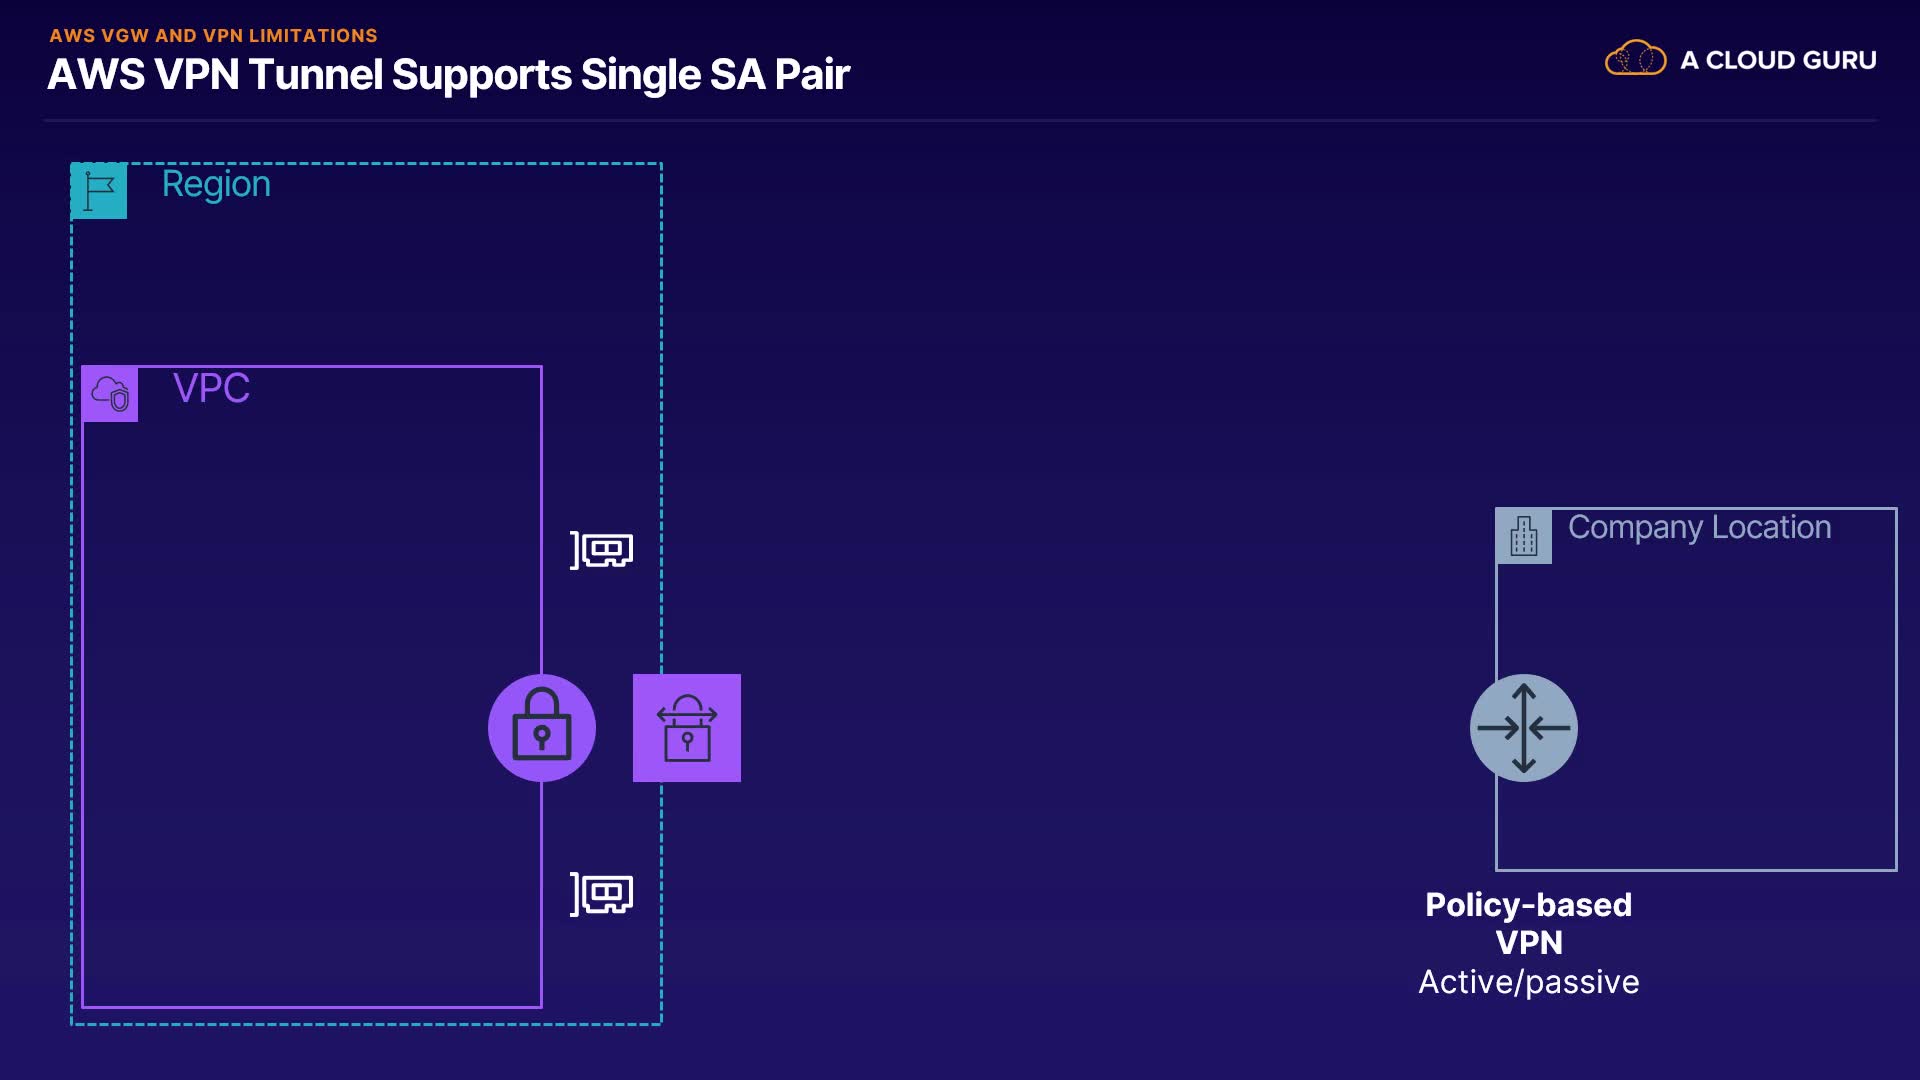 AWS VGW AND VPN LIMITATIONS
AWS VPN Tunnel Supports Single SA Pair
A CLOUD GURU
Region
VPC
Company Location
Policy-based
VPN
Active/passive